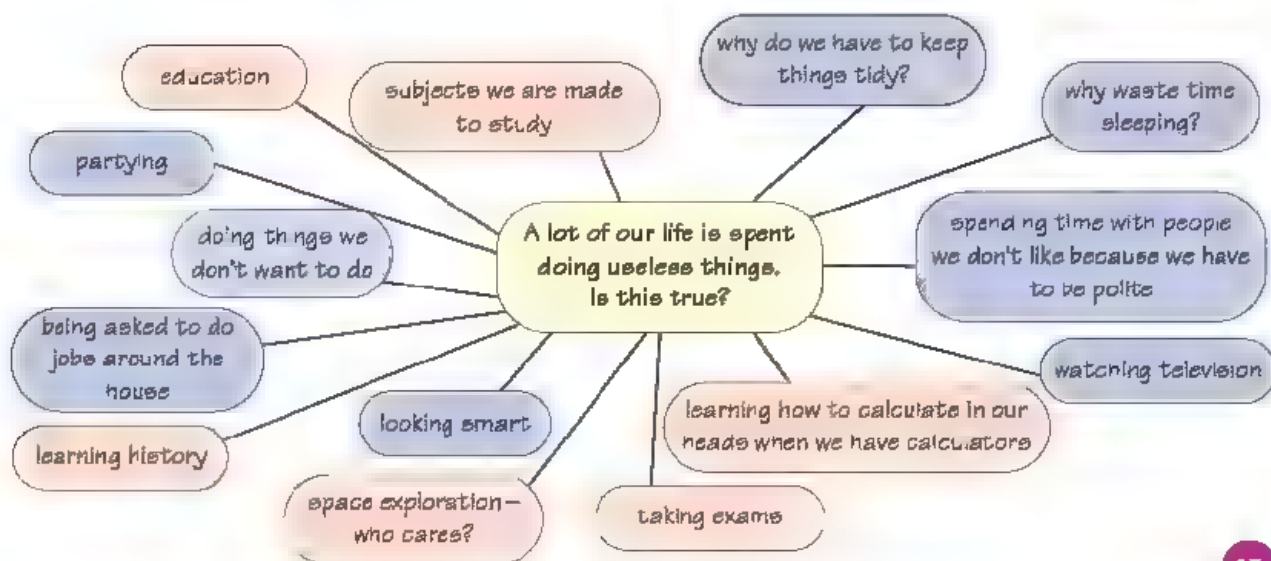 education
subjects we are made
to study
why do we have to keep
things tidy?
why waste time
sleeping?
partying
doing things we
don't want to do
A lot of our life is spent
doing useless things.
Is this true?
spending time with people
we don't like because we have
to be polite
being asked to do
jobs around the
house
watching television
looking smart
learning how to calculate in our
heads when we have calculators
learning history
space exploration –
who cares?
taking exams